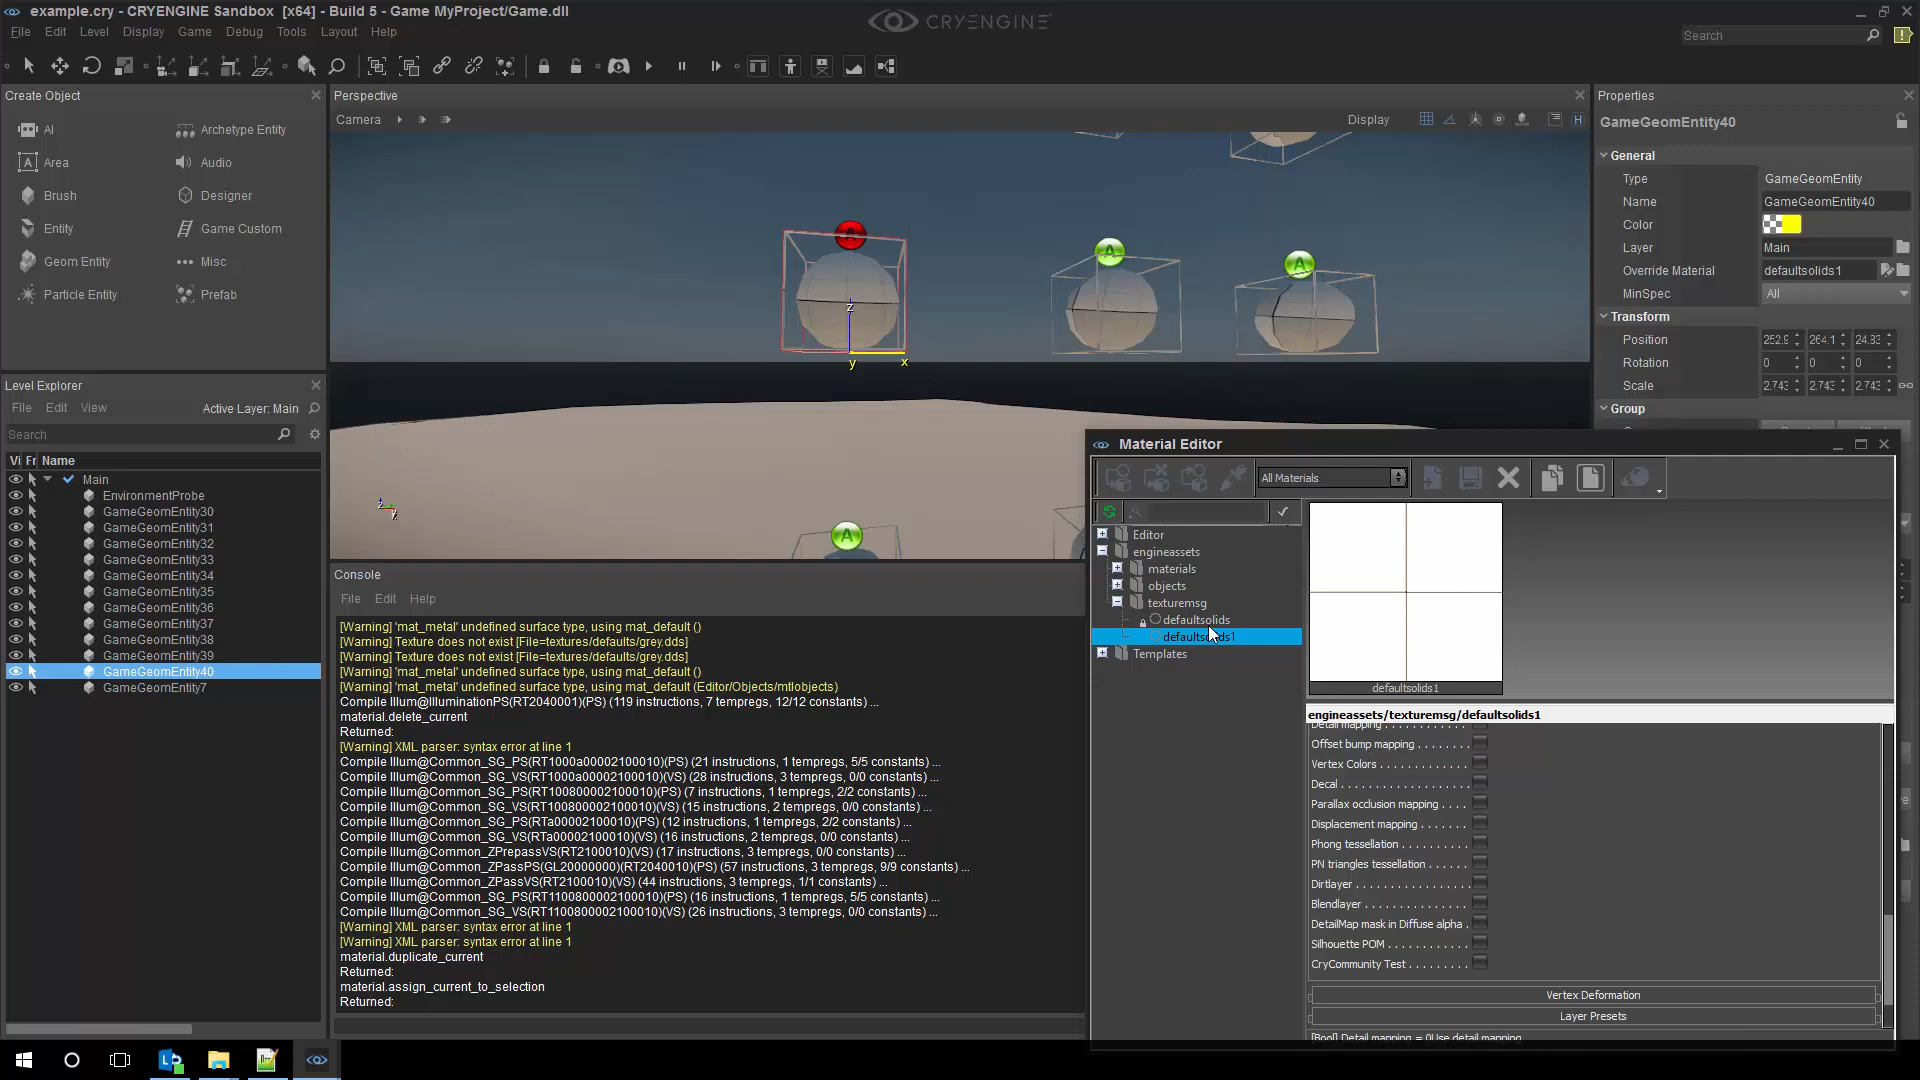 example.cry - CRYENGINE Sandbox [x64] - Build 5 - Game MyProject/Game.dll
CRYENGINE
File Edit Level Display Game Debug Tools Layout Help
Search
Create Object
AI
Archetype Entity
Area
Audio
Brush
Designer
Entity
Game Custom
Geom Entity
Misc
Particle Entity
Prefab
Level Explorer
File Edit View
Active Layer: Main
Search
Vi Fr Name
Main
EnvironmentProbe
GameGeomEntity30
GameGeomEntity31
GameGeomEntity32
GameGeomEntity33
GameGeomEntity34
GameGeomEntity35
GameGeomEntity36
GameGeomEntity37
GameGeomEntity38
GameGeomEntity39
GameGeomEntity40
GameGeomEntity7
Perspective
Camera
Display
H
A
A
A
z
y
x
z
y
A
Console
File Edit Help
[Warning] 'mat_metal' undefined surface type, using mat_default ()
[Warning] Texture does not exist [File=textures/defaults/grey.dds]
[Warning] Texture does not exist [File=textures/defaults/grey.dds]
[Warning] 'mat_metal' undefined surface type, using mat_default ()
[Warning] 'mat_metal' undefined surface type, using mat_default (Editor/Objects/mtlobjects)
Compile Illum@IlluminationPS(RT2040001)(PS) (119 instructions, 7 tempregs, 12/12 constants) ...
material.delete_current
Returned:
[Warning] XML parser: syntax error at line 1
Compile Illum@Common_SG_PS(RT1000a00002100010)(PS) (21 instructions, 1 tempregs, 5/5 constants) ...
Compile Illum@Common_SG_VS(RT1000a00002100010)(VS) (28 instructions, 3 tempregs, 0/0 constants) ...
Compile Illum@Common_SG_PS(RT100800002100010)(PS) (7 instructions, 1 tempregs, 2/2 constants) ...
Compile Illum@Common_SG_VS(RT100800002100010)(VS) (15 instructions, 2 tempregs, 0/0 constants) ...
Compile Illum@Common_SG_PS(RTa00002100010)(PS) (12 instructions, 1 tempregs, 2/2 constants) ...
Compile Illum@Common_SG_VS(RTa00002100010)(VS) (16 instructions, 2 tempregs, 0/0 constants) ...
Compile Illum@Common_ZPrepassVS(RT2100010)(VS) (17 instructions, 3 tempregs, 0/0 constants) ...
Compile Illum@Common_ZPassPS(GL20000000)(RT2040010)(PS) (57 instructions, 3 tempregs, 9/9 constants) ...
Compile Illum@Common_ZPassVS(RT2100010)(VS) (44 instructions, 3 tempregs, 1/1 constants) ...
Compile Illum@Common_SG_PS(RT1100800002100010)(PS) (16 instructions, 1 tempregs, 5/5 constants) ...
Compile Illum@Common_SG_VS(RT1100800002100010)(VS) (26 instructions, 3 tempregs, 0/0 constants) ...
[Warning] XML parser: syntax error at line 1
[Warning] XML parser: syntax error at line 1
material.duplicate_current
Returned:
material.assign_current_to_selection
Returned:
Properties
GameGeomEntity40
General
Type GameGeomEntity
Name GameGeomEntity40
Color
Layer Main
Override Material defaultsolids1
MinSpec All
Transform
Position 252.9 264.1 24.83
Rotation 0 0 0
Scale 2.743 2.743 2.743
Group
Material Editor
All Materials
Editor
engineassets
materials
objects
texturemsg
defaultsolids
Templates
defaultsolids1
engineassets/texturemsg/defaultsolids1
Detail mapping
Offset bump mapping . . . . . . . .
Vertex Colors . . . . . . . . . . . . .
Decal . . . . . . . . . . . . . . . . . . .
Parallax occlusion mapping . . . .
Displacement mapping . . . . . . .
Phong tessellation . . . . . . . . . .
PN triangles tessellation . . . . . .
Dirtlayer . . . . . . . . . . . . . . . . .
Blendlayer . . . . . . . . . . . . . . .
DetailMap mask in Diffuse alpha .
Silhouette POM . . . . . . . . . . . .
CryCommunity Test . . . . . . . . .
Vertex Deformation
Layer Presets
[Bool] Detail mapping = 0Use detail mapping